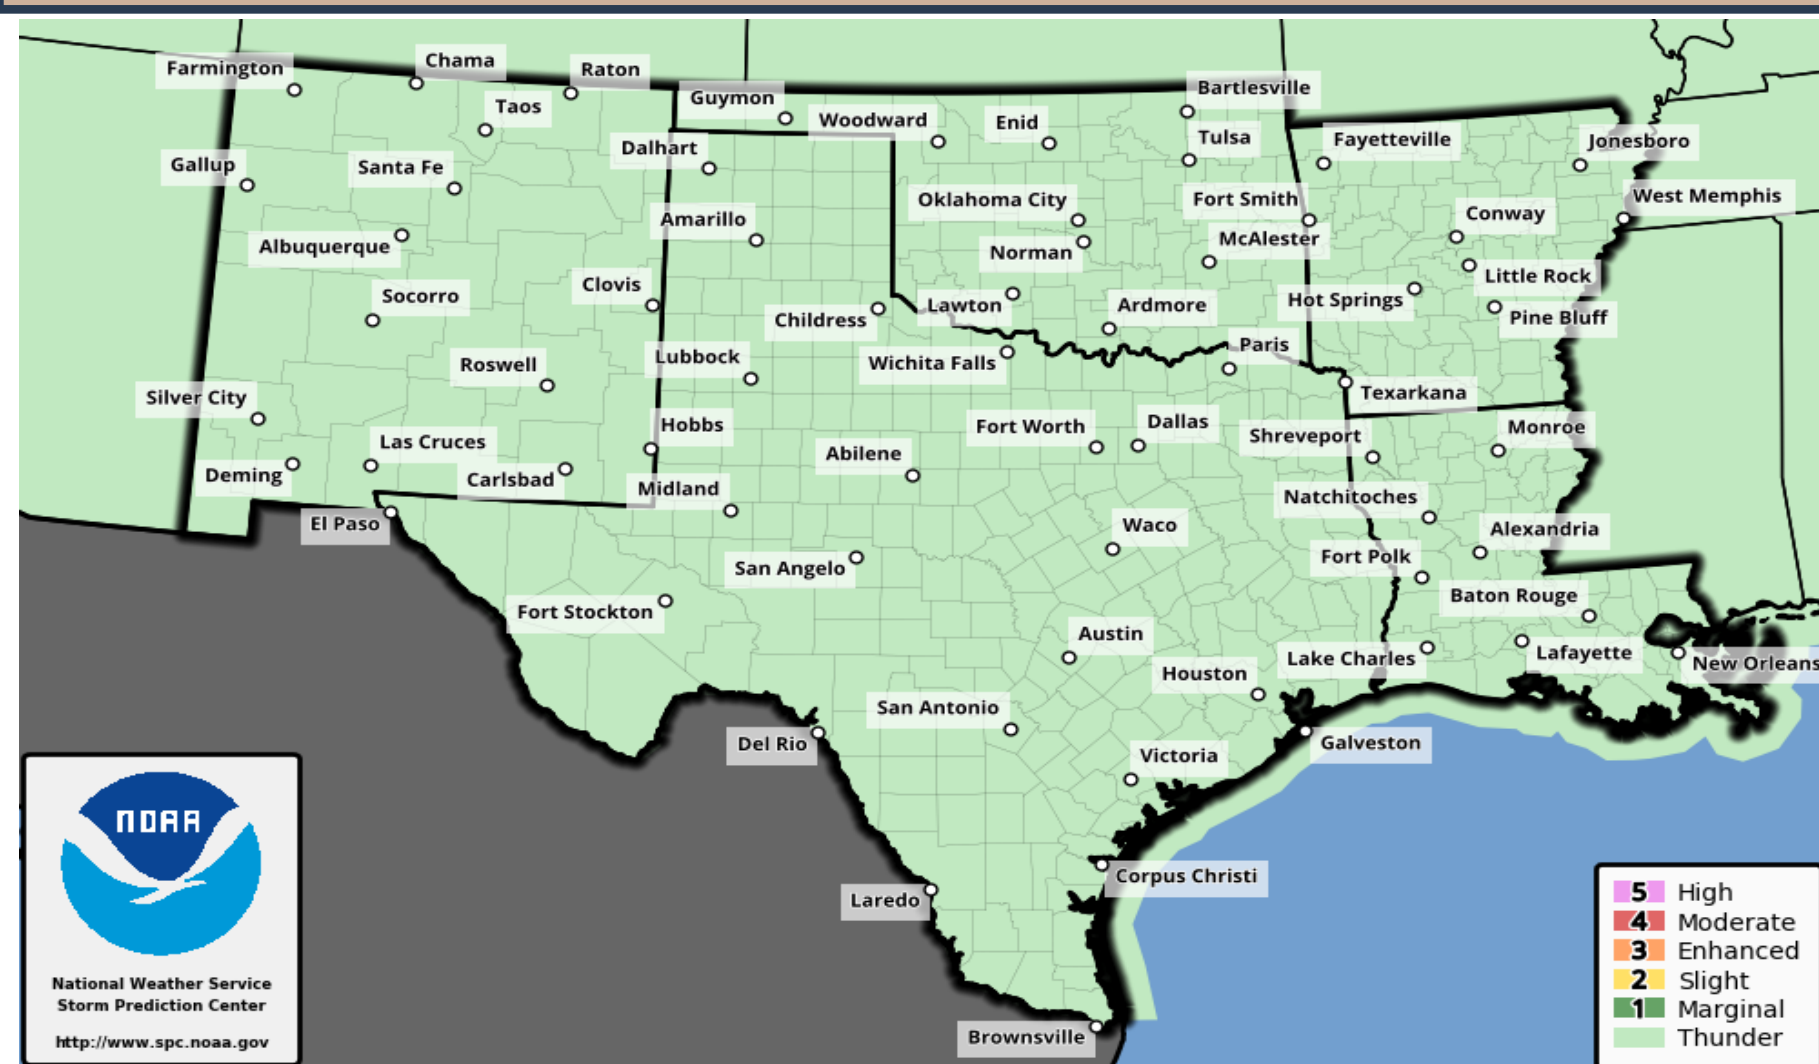 Farmington
Chama
Raton
Taos
Guymon
Woodward
Enid
Bartlesville
Tulsa
Fayetteville
Jonesboro
Gallup
Santa Fe
Dalhart
Oklahoma City
Fort Smith
West Memphis
Albuquerque
Amarillo
Norman
McAlester
Conway
Socorro
Clovis
Childress
Lawton
Ardmore
Hot Springs
Little Rock
Pine Bluff
Roswell
Lubbock
Wichita Falls
Paris
Texarkana
Silver City
Las Cruces
Hobbs
Abilene
Fort Worth
Dallas
Shreveport
Monroe
Deming
Carlsbad
Midland
Natchitoches
El Paso
San Angelo
Waco
Fort Polk
Alexandria
Fort Stockton
Austin
Baton Rouge
Houston
Lake Charles
Lafayette
New Orleans
Del Rio
San Antonio
Victoria
Galveston
Laredo
Corpus Christi
Brownsville
NOAA
National Weather Service
Storm Prediction Center
http://www.spc.noaa.gov
5 High
4 Moderate
3 Enhanced
2 Slight
1 Marginal
Thunder